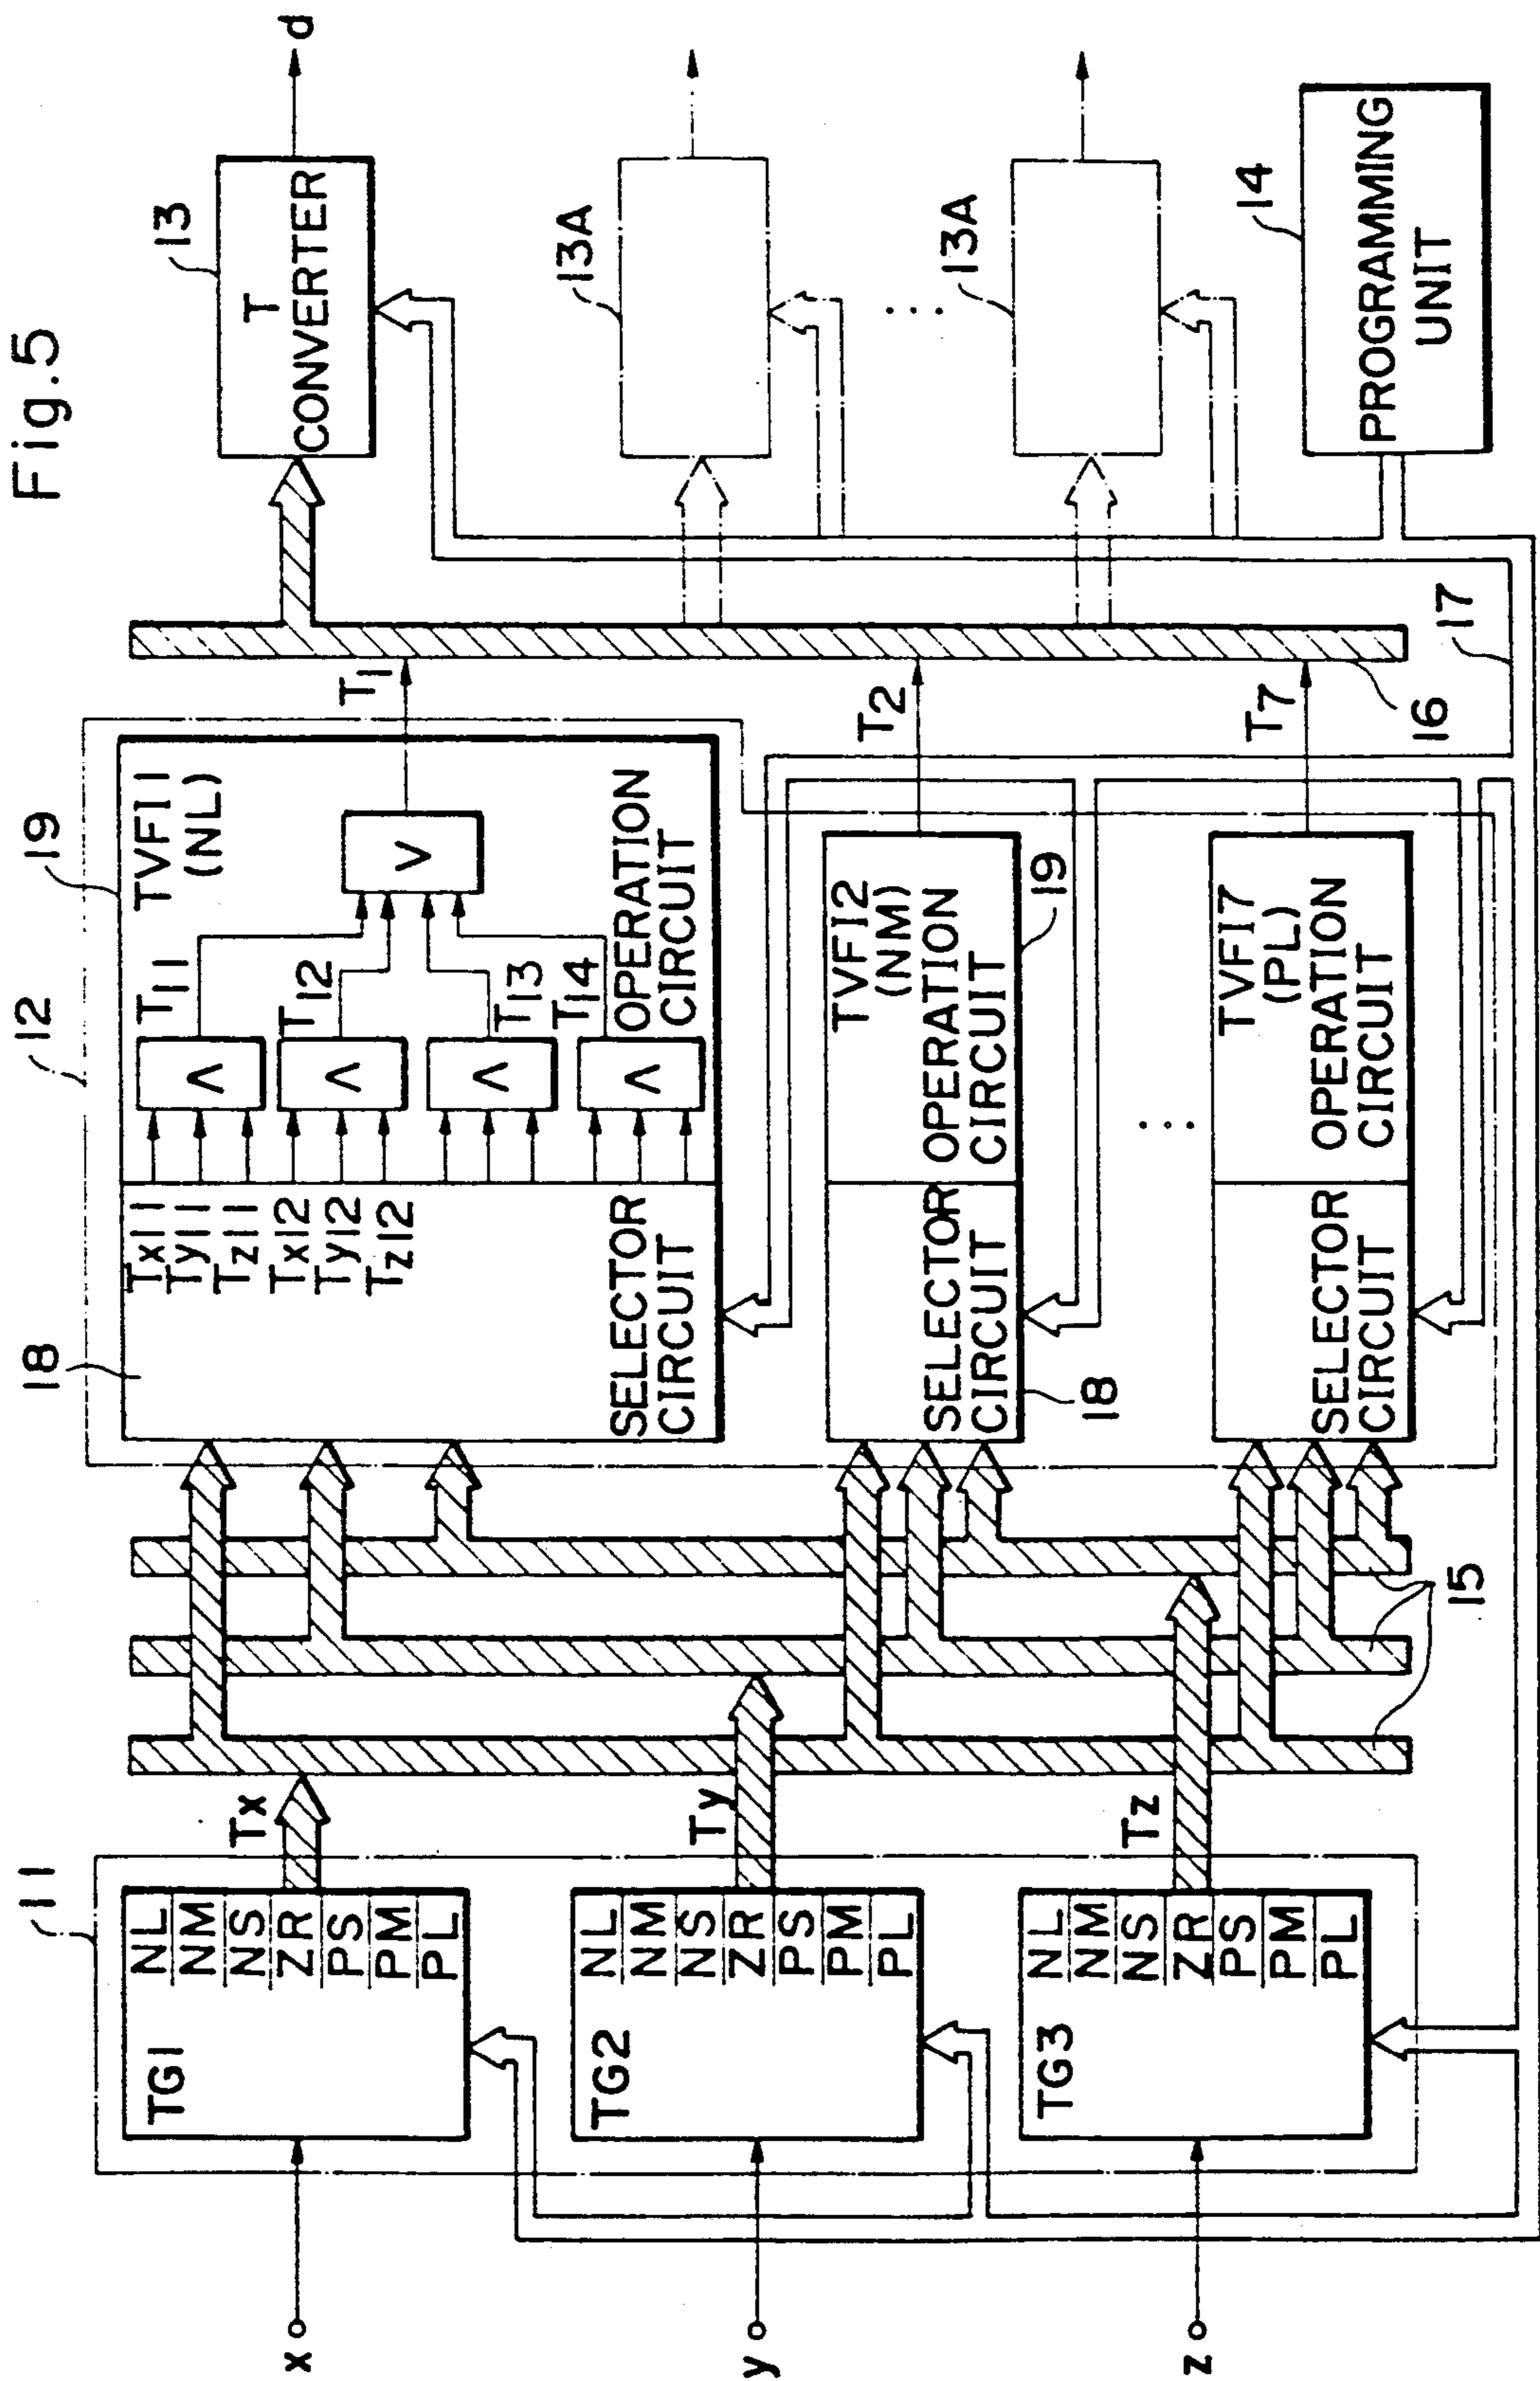 Fig.5
11
12
x
TG1
NL
NM
NS
ZR
PS
PM
PL
Tx
y
TG2
NL
NM
NS
ZR
PS
PM
PL
Ty
z
TG3
NL
NM
NS
ZR
PS
PM
PL
Tz
15
18
Tx11
Ty11
Tz11
Tx12
Ty12
Tz12
SELECTOR
CIRCUIT
19
TVFI1
(NL)
Λ
T11
Λ
T12
Λ
T13
Λ
T14
V
OPERATION
CIRCUIT
T1
SELECTOR
CIRCUIT
18
TVFI2
(NM)
OPERATION
CIRCUIT
19
T2
...
SELECTOR
CIRCUIT
TVFI7
(PL)
OPERATION
CIRCUIT
T7
16
17
13
T
CONVERTER
d
13A
...
13A
14
PROGRAMMING
UNIT